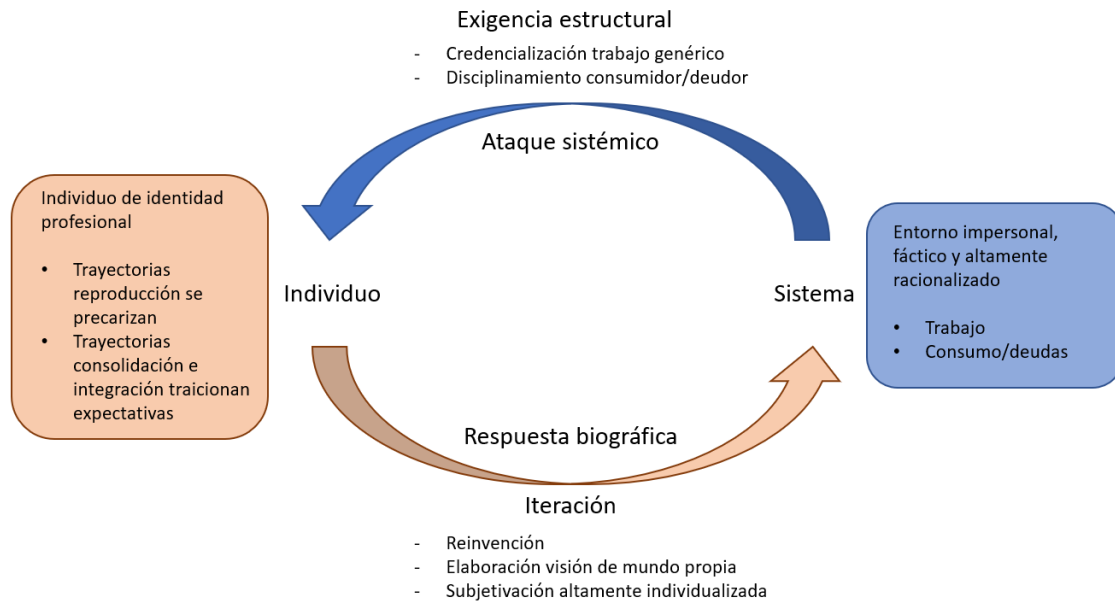 Exigencia estructural
- Credencialización trabajo genérico
- Disciplinamiento consumidor/deudor
Ataque sistémico
Individuo de identidad
profesional
• Trayectorias
reproducción se
precarizan
• Trayectorias
consolidación e
integración traicionan
expectativas
Individuo
Sistema
Entorno impersonal,
fáctico y altamente
racionalizado
• Trabajo
• Consumo/deudas
Respuesta biográfica
Iteración
- Reinvención
- Elaboración visión de mundo propia
- Subjetivación altamente individualizada